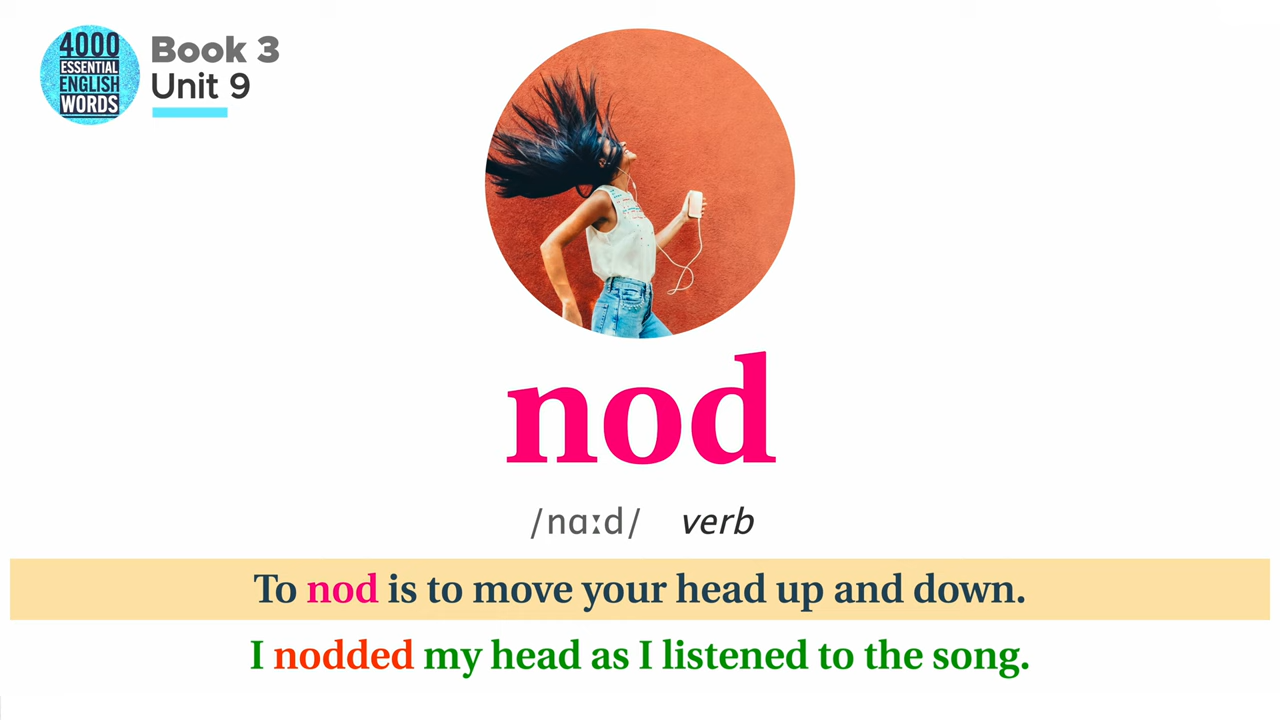 4000
ESSENTIAL
ENGLISH
WORDS
Book 3
Unit 9
nod
/nɑːd/ verb
To nod is to move your head up and down.
I nodded my head as I listened to the song.